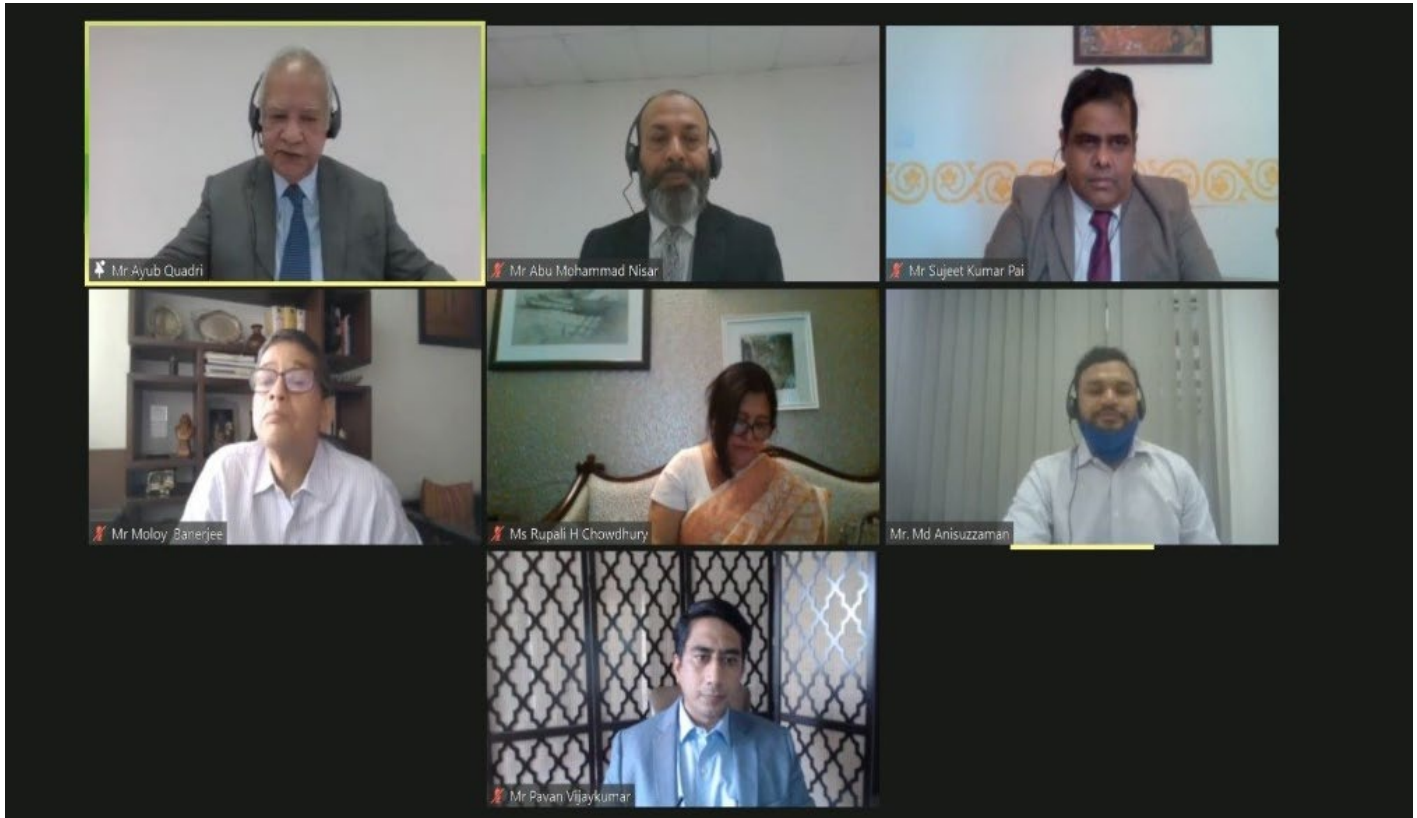 Mr Ayub Quadri
Mr Abu Mohammad Nisar
Mr Sujeet Kumar Pai
Mr Moloy Banerjee
Ms Rupali H Chowdhury
Mr. Md Anisuzzaman
Mr Pavan Vijaykumar